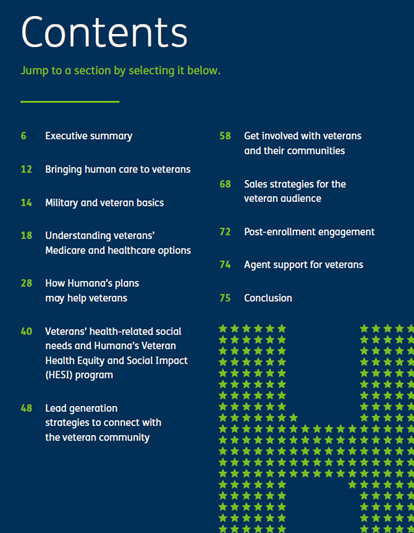 Contents
Jump to a section by selecting it below.
6 Executive summary
12 Bringing human care to veterans
14 Military and veteran basics
18 Understanding veterans'
Medicare and healthcare options
28 How Humana's plans
may help veterans
40 Veterans' health-related social
needs and Humana's Veteran
Health Equity and Social Impact
(HESI) program
48 Lead generation
strategies to connect with
the veteran community
58 Get involved with veterans
and their communities
68 Sales strategies for the
veteran audience
72 Post-enrollment engagement
74 Agent support for veterans
75 Conclusion